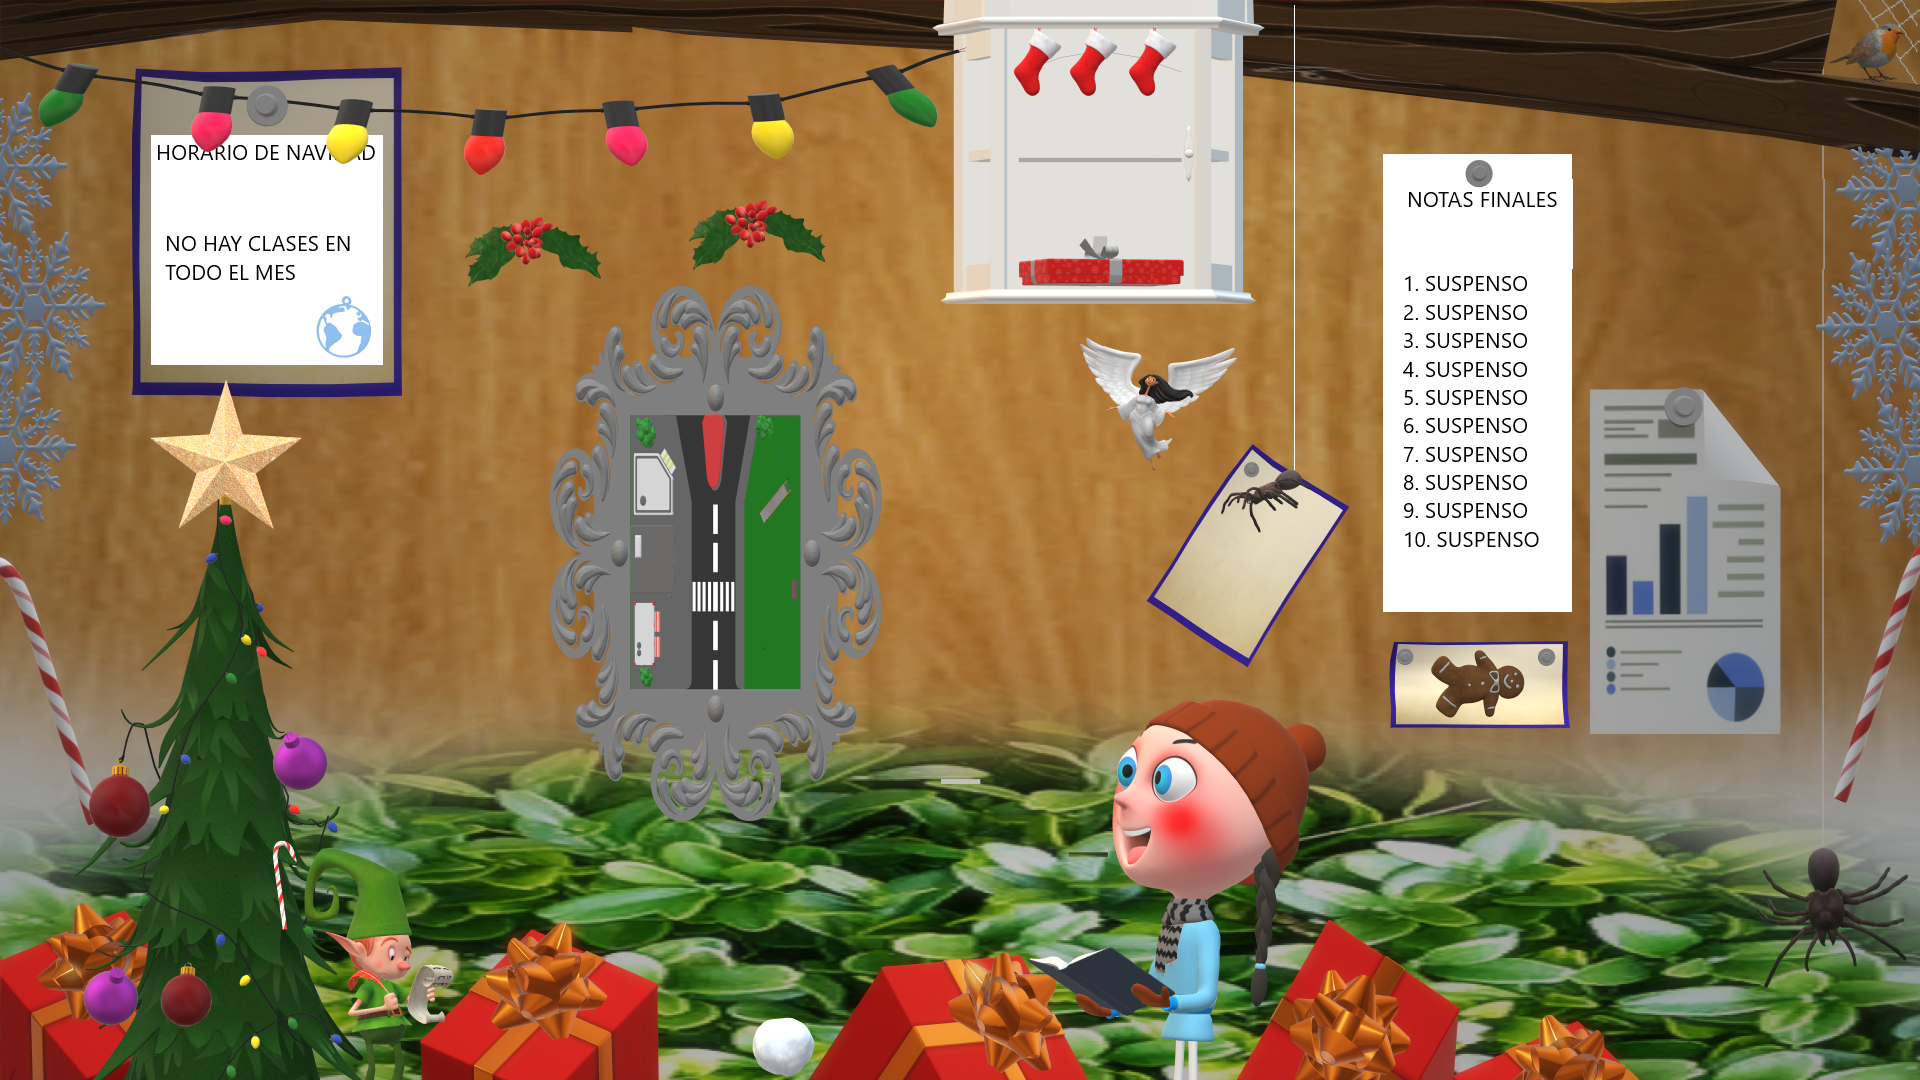 HORARIO DE NAVIDAD
NO HAY CLASES EN
TODO EL MES
NOTAS FINALES
1. SUSPENSO
2. SUSPENSO
3. SUSPENSO
4. SUSPENSO
5. SUSPENSO
6. SUSPENSO
7. SUSPENSO
8. SUSPENSO
9. SUSPENSO
10. SUSPENSO